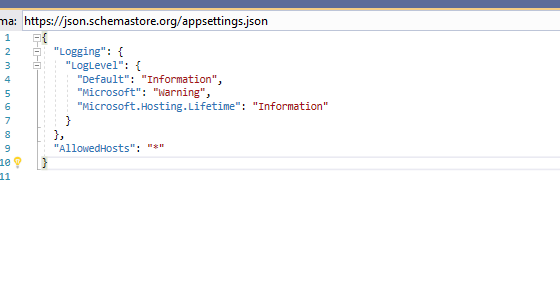 ma: https://json.schemastore.org/appsettings.json
1 {
2 "Logging": {
3 "LogLevel": {
4 "Default": "Information",
5 "Microsoft": "Warning",
6 "Microsoft.Hosting.Lifetime": "Information"
7 }
8 },
9 "AllowedHosts": "*"
10 }
11